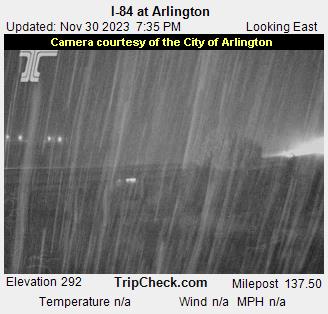 I-84 at Arlington
Updated: Nov 30 2023 7:35 PM Looking East
Camera courtesy of the City of Arlington
Elevation 292 TripCheck.com Milepost 137.50
Temperature n/a Wind n/a MPH n/a